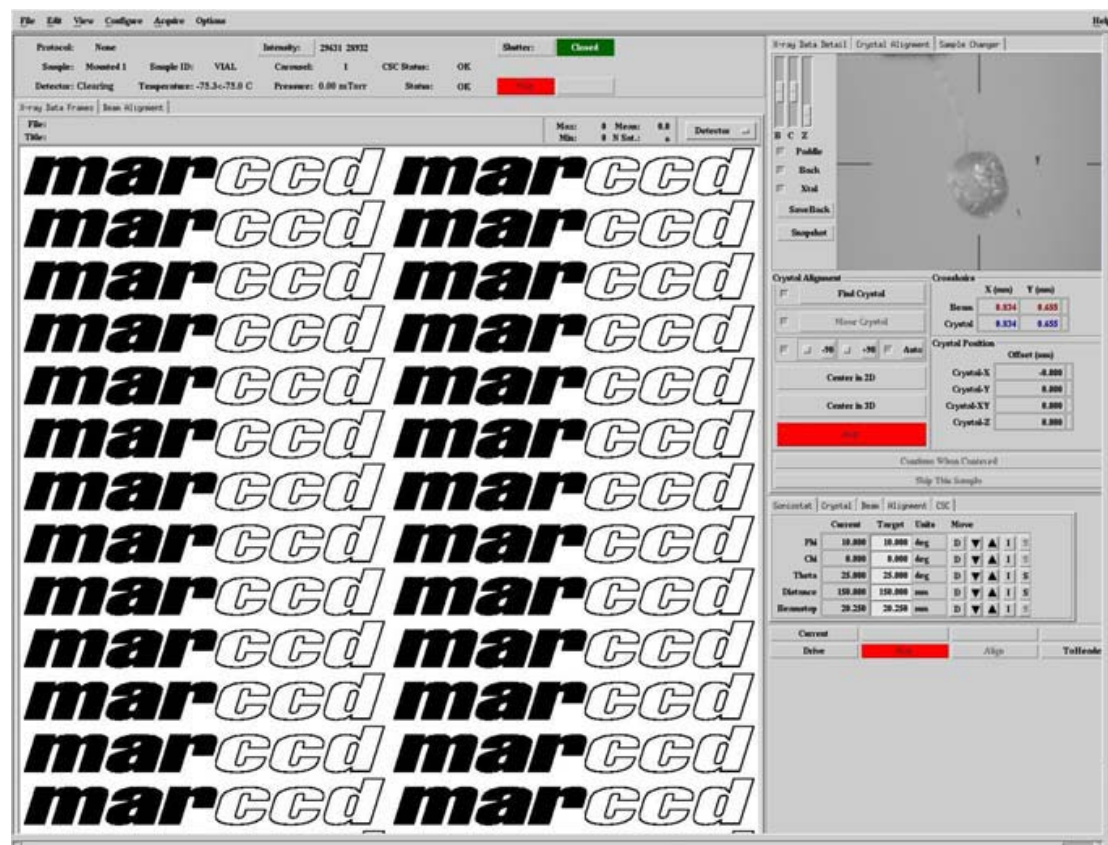 File Edit View Configure Acquire Options Help
Protocol: None Intensity: 29631 28932 Shutter: Closed
Sample: Mounted 1 Sample ID: VIAL Carousel: 1 CSC Status: OK
Detector: Clearing Temperature: -75.3<-75.0 C Pressure: 0.00 mTorr Status: OK
X-ray Data Frames Beam Alignment
File: Max: 0 Mean: 0.0 Detector
Title: Min: 0 N Sat.:
marccd marccd
marccd marccd
marccd marccd
marccd marccd
marccd marccd
marccd marccd
marccd marccd
marccd marccd
marccd marccd
marccd marccd
marccd marccd
marccd marccd
marccd marccd
X-ray Data Detail Crystal Alignment Sample Changer
B C Z
Paddle
Back
Xtal
Save Back
Snapshot
Crystal Alignment
Find Crystal
Move Crystal
-90 +90 Auto
Center in 2D
Center in 3D
Crosshairs
X (mm) Y (mm)
Beam 0.834 0.655
Crystal 0.834 0.655
Crystal Position
Offset (mm)
Crystal-X -0.000
Crystal-Y 0.000
Crystal-XY 0.000
Crystal-Z 0.000
Continue When Centered
Skip This Sample
Goniostat Crystal Beam Alignment CSC
Current Target Units Move
Phi 10.000 10.000 deg D ▼ ▲ I S
Chi 0.000 0.000 deg D ▼ ▲ I S
Theta 25.000 25.000 deg D ▼ ▲ I S
Distance 150.000 150.000 mm D ▼ ▲ I S
Beamstop 20.250 20.250 mm D ▼ ▲ I S
Current
Drive Align ToHeade